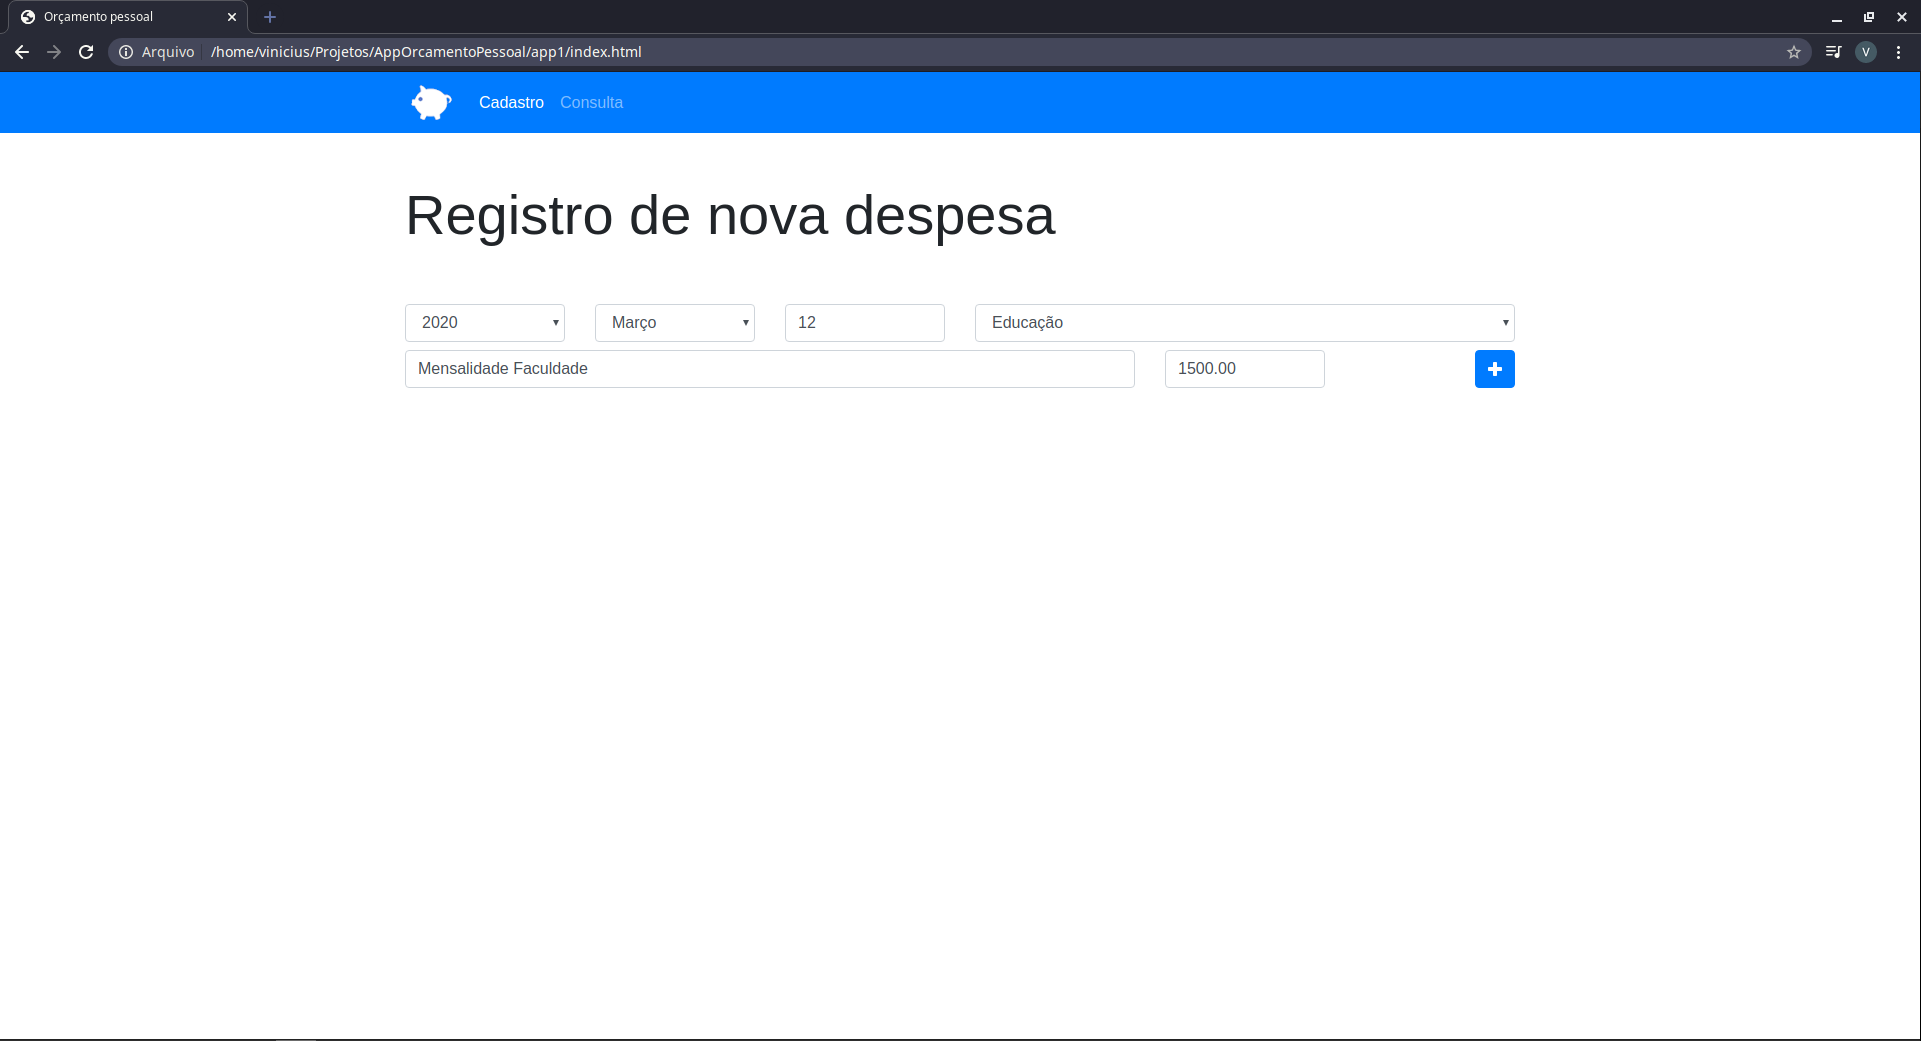 Orçamento pessoal
Arquivo /home/vinicius/Projetos/AppOrcamentoPessoal/app1/index.html
V
Cadastro Consulta
Registro de nova despesa
2020 Março 12 Educação
Mensalidade Faculdade 1500.00